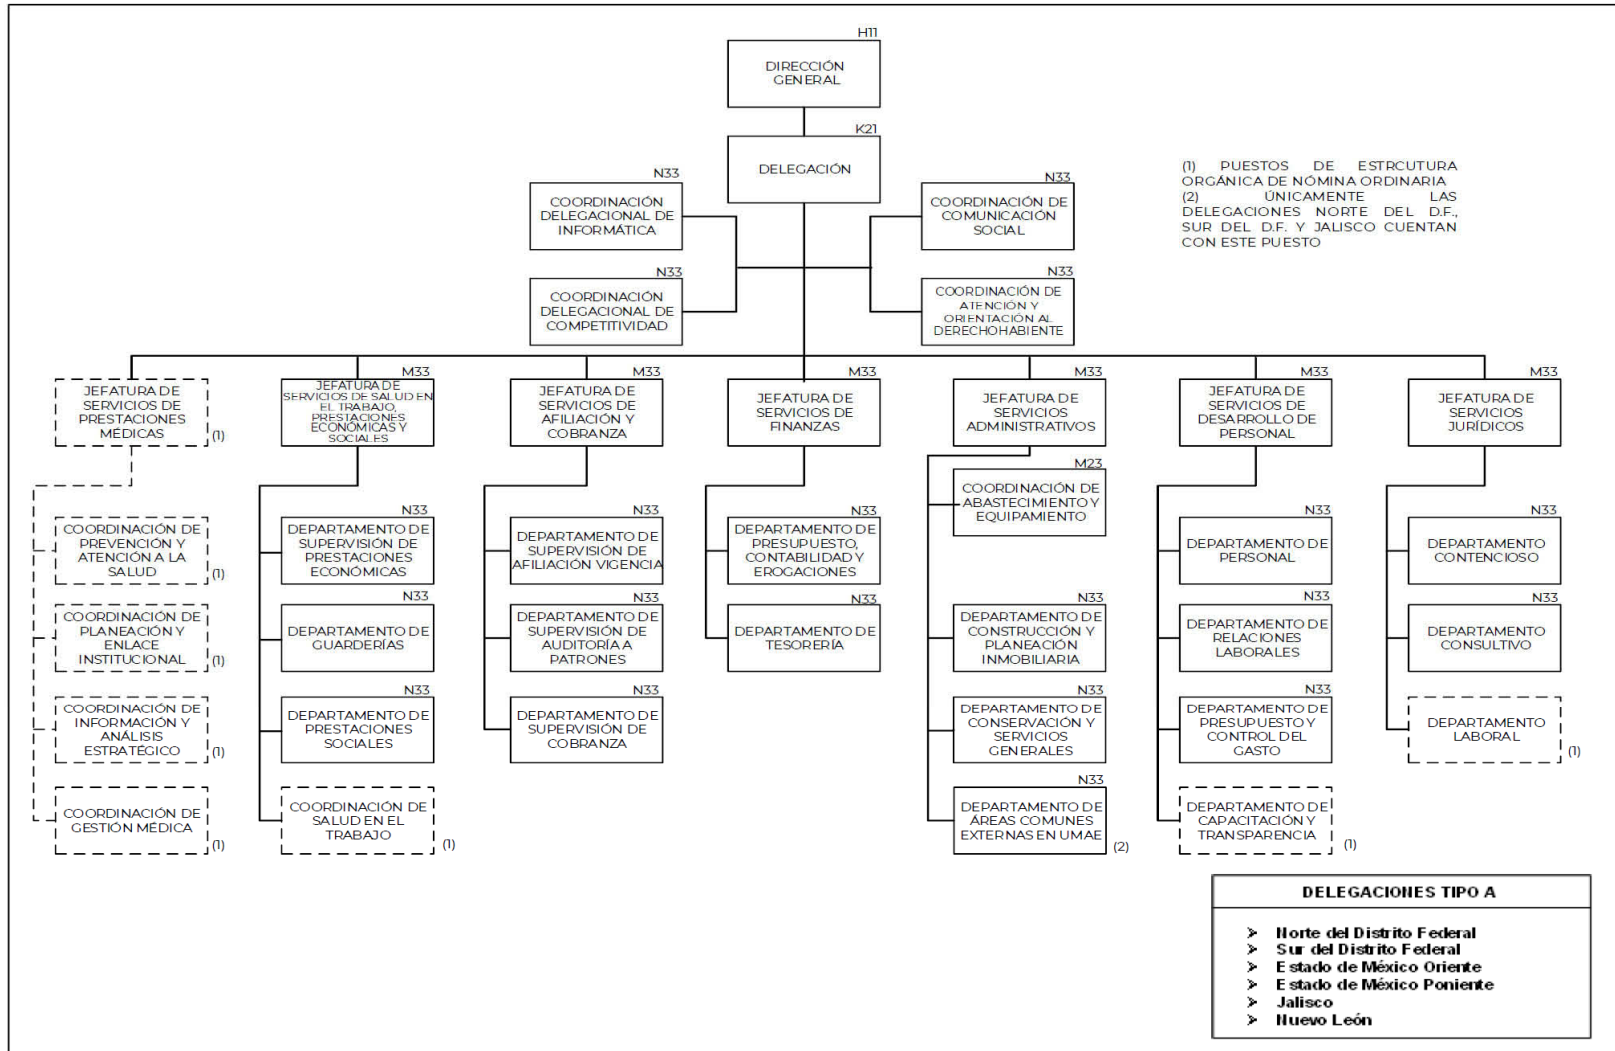 H11
DIRECCIÓN
GENERAL
K21
DELEGACIÓN
N33
COORDINACIÓN
DELEGACIONAL DE
INFORMÁTICA
N33
COORDINACIÓN DE
COMUNICACIÓN
SOCIAL
(1) PUESTOS DE ESTRCUTURA
ORGÁNICA DE NÓMINA ORDINARIA
(2) ÚNICAMENTE LAS
DELEGACIONES NORTE DEL D.F.,
SUR DEL D.F. Y JALISCO CUENTAN
CON ESTE PUESTO
N33
COORDINACIÓN
DELEGACIONAL DE
COMPETITIVIDAD
N33
COORDINACIÓN DE
ATENCIÓN Y
ORIENTACIÓN AL
DERECHOHABIENTE
JEFATURA DE
SERVICIOS DE
PRESTACIONES
MÉDICAS
(1)
M33
JEFATURA DE
SERVICIOS DE SALUD EN
EL TRABAJO,
PRESTACIONES
ECONÓMICAS Y
SOCIALES
M33
JEFATURA DE
SERVICIOS DE
AFILIACIÓN Y
COBRANZA
M33
JEFATURA DE
SERVICIOS DE
FINANZAS
M33
JEFATURA DE
SERVICIOS
ADMINISTRATIVOS
M33
JEFATURA DE
SERVICIOS DE
DESARROLLO DE
PERSONAL
M33
JEFATURA DE
SERVICIOS
JURÍDICOS
M23
COORDINACIÓN DE
ABASTECIMIENTO Y
EQUIPAMIENTO
COORDINACIÓN DE
PREVENCIÓN Y
ATENCIÓN A LA
SALUD
(1)
N33
DEPARTAMENTO DE
SUPERVISIÓN DE
PRESTACIONES
ECONÓMICAS
N33
DEPARTAMENTO DE
SUPERVISIÓN DE
AFILIACIÓN VIGENCIA
N33
DEPARTAMENTO DE
PRESUPUESTO,
CONTABILIDAD Y
EROGACIONES
N33
DEPARTAMENTO DE
PERSONAL
N33
DEPARTAMENTO
CONTENCIOSO
COORDINACIÓN DE
PLANEACIÓN Y
ENLACE
INSTITUCIONAL
(1)
N33
DEPARTAMENTO DE
GUARDERÍAS
N33
DEPARTAMENTO DE
SUPERVISIÓN DE
AUDITORÍA A
PATRONES
N33
DEPARTAMENTO DE
TESORERÍA
N33
DEPARTAMENTO DE
CONSTRUCCIÓN Y
PLANEACIÓN
INMOBILIARIA
N33
DEPARTAMENTO DE
RELACIONES
LABORALES
N33
DEPARTAMENTO
CONSULTIVO
COORDINACIÓN DE
INFORMACIÓN Y
ANÁLISIS
ESTRATÉGICO
(1)
N33
DEPARTAMENTO DE
PRESTACIONES
SOCIALES
N33
DEPARTAMENTO DE
SUPERVISIÓN DE
COBRANZA
N33
DEPARTAMENTO DE
CONSERVACIÓN Y
SERVICIOS
GENERALES
N33
DEPARTAMENTO DE
PRESUPUESTO Y
CONTROL DEL
GASTO
DEPARTAMENTO
LABORAL
(1)
COORDINACIÓN DE
GESTIÓN MÉDICA
(1)
COORDINACIÓN DE
SALUD EN EL
TRABAJO
(1)
N33
DEPARTAMENTO DE
ÁREAS COMUNES
EXTERNAS EN UMAE
(2)
DEPARTAMENTO DE
CAPACITACIÓN Y
TRANSPARENCIA
(1)
DELEGACIONES TIPO A
➢ Norte del Distrito Federal
➢ Sur del Distrito Federal
➢ Estado de México Oriente
➢ Estado de México Poniente
➢ Jalisco
➢ Nuevo León